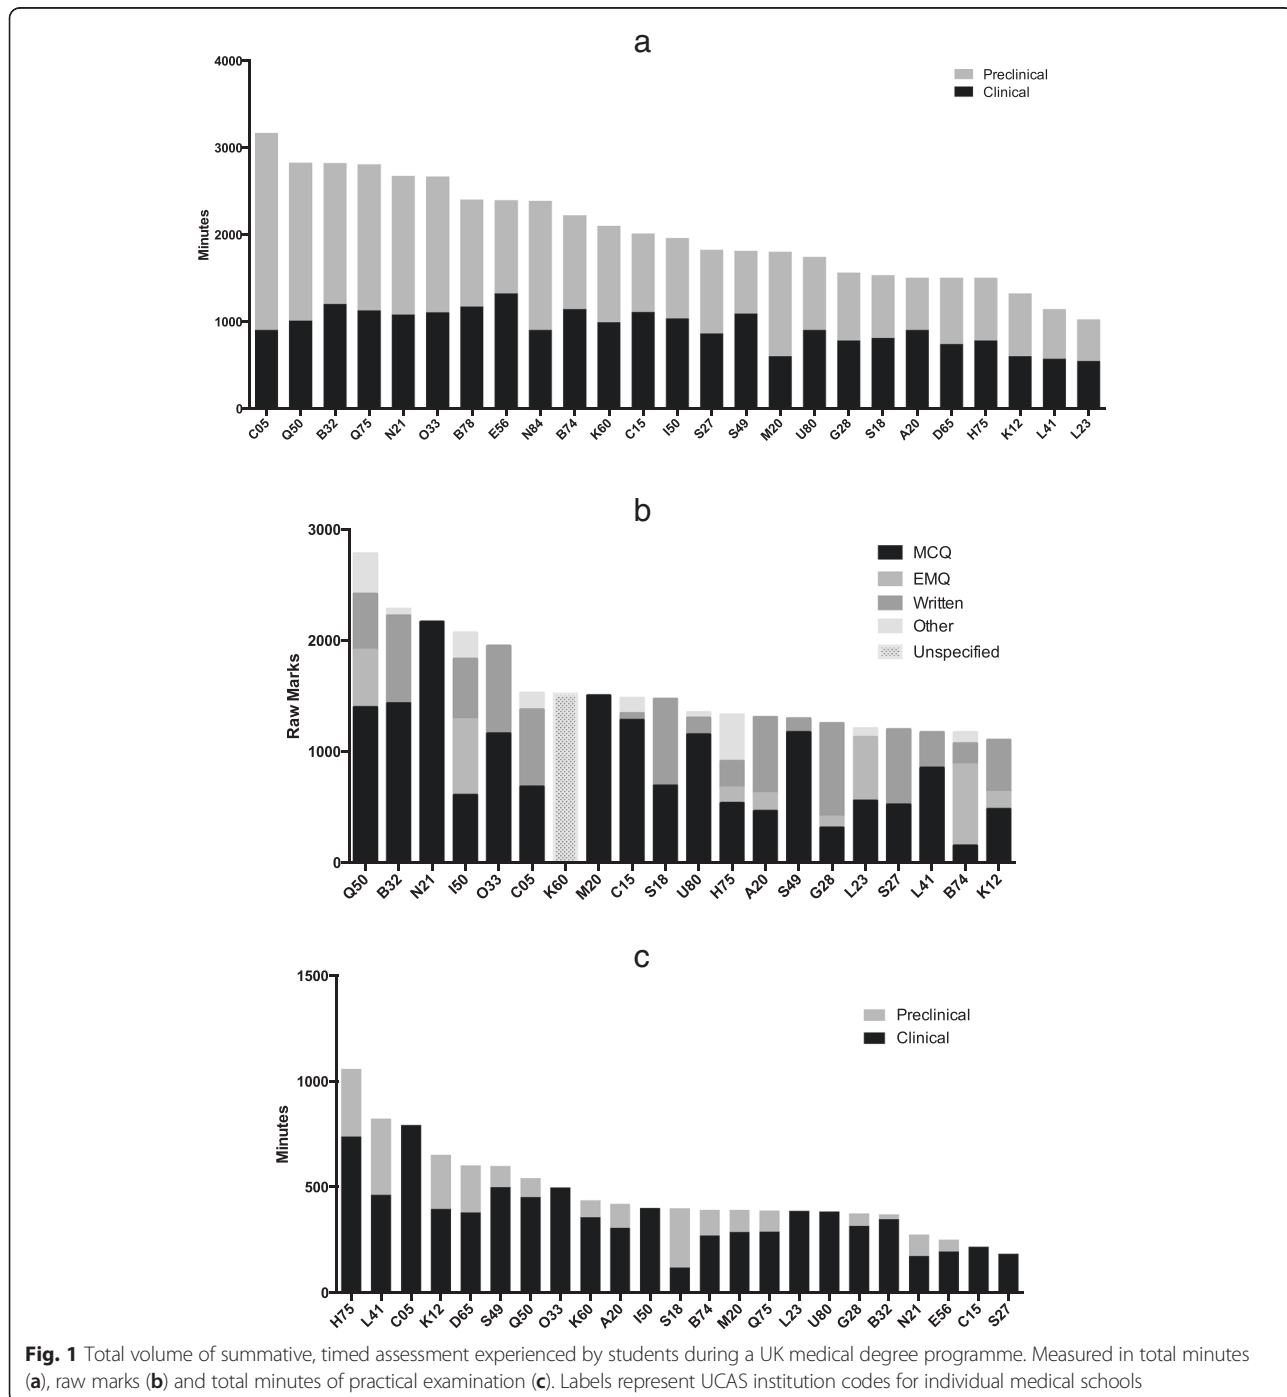 a
4000
3000
2000
1000
0
Minutes
Preclinical
Clinical
C05 Q50 B32 Q75 N21 O33 B78 E56 N84 B74 K60 C15 I50 S27 S49 M20 U80 G28 S18 A20 D65 H75 K12 L41 L23
b
3000
2000
1000
0
Raw Marks
MCQ
EMQ
Written
Other
Unspecified
Q50 B32 N21 I50 O33 C05 K60 M20 C15 S18 U80 H75 A20 S49 G28 L23 S27 L41 B74 K12
c
1500
1000
500
0
Minutes
Preclinical
Clinical
H75 L41 C05 K12 D65 S49 Q50 O33 K60 A20 I50 S18 B74 M20 Q75 L23 U80 G28 B32 N21 E56 C15 S27
Fig. 1 Total volume of summative, timed assessment experienced by students during a UK medical degree programme. Measured in total minutes
(a), raw marks (b) and total minutes of practical examination (c). Labels represent UCAS institution codes for individual medical schools